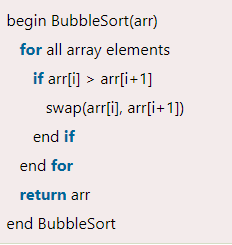 begin BubbleSort(arr)
for all array elements
if arr[i] > arr[i+1]
swap(arr[i], arr[i+1])
end if
end for
return arr
end BubbleSort